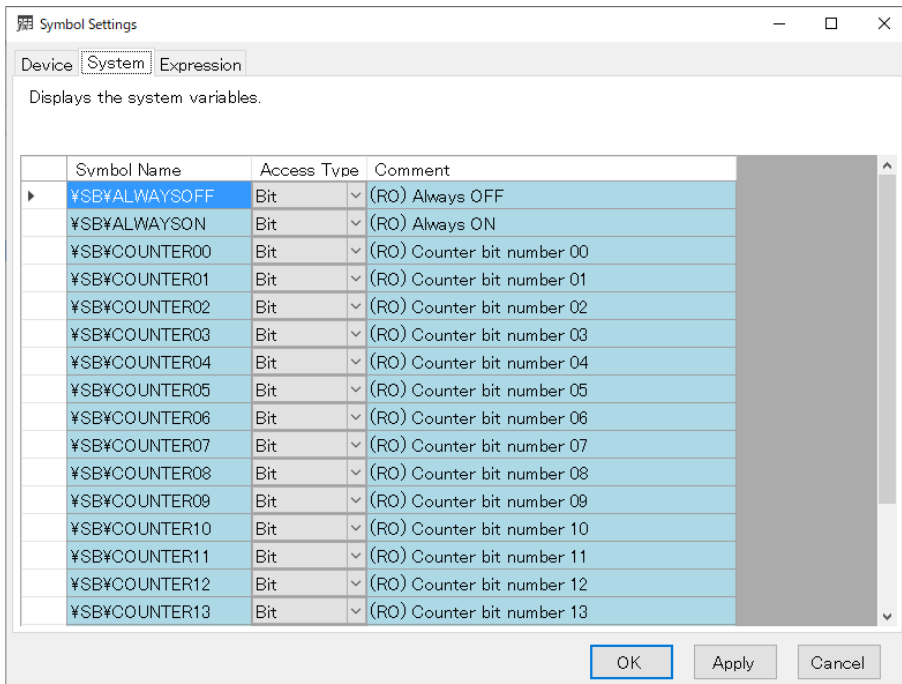 Symbol Settings
Device System Expression
Displays the system variables.
Symbol Name Access Type Comment
¥SB¥ALWAYSOFF Bit (RO) Always OFF
¥SB¥ALWAYSON Bit (RO) Always ON
¥SB¥COUNTER00 Bit (RO) Counter bit number 00
¥SB¥COUNTER01 Bit (RO) Counter bit number 01
¥SB¥COUNTER02 Bit (RO) Counter bit number 02
¥SB¥COUNTER03 Bit (RO) Counter bit number 03
¥SB¥COUNTER04 Bit (RO) Counter bit number 04
¥SB¥COUNTER05 Bit (RO) Counter bit number 05
¥SB¥COUNTER06 Bit (RO) Counter bit number 06
¥SB¥COUNTER07 Bit (RO) Counter bit number 07
¥SB¥COUNTER08 Bit (RO) Counter bit number 08
¥SB¥COUNTER09 Bit (RO) Counter bit number 09
¥SB¥COUNTER10 Bit (RO) Counter bit number 10
¥SB¥COUNTER11 Bit (RO) Counter bit number 11
¥SB¥COUNTER12 Bit (RO) Counter bit number 12
¥SB¥COUNTER13 Bit (RO) Counter bit number 13
OK Apply Cancel